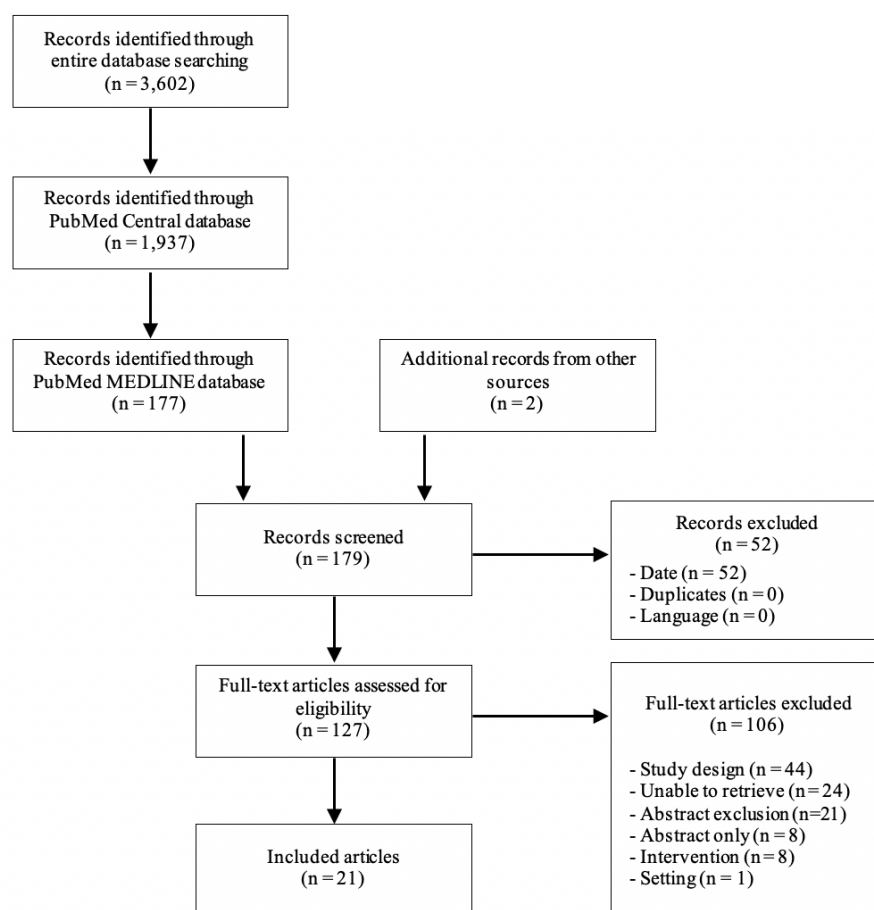 Records identified through
entire database searching
(n = 3,602)
Records identified through
PubMed Central database
(n = 1,937)
Records identified through
PubMed MEDLINE database
(n = 177)
Additional records from other
sources
(n = 2)
Records screened
(n = 179)
Records excluded
(n = 52)
- Date (n = 52)
- Duplicates (n = 0)
- Language (n = 0)
Full-text articles assessed for
eligibility
(n = 127)
Full-text articles excluded
(n = 106)
- Study design (n = 44)
- Unable to retrieve (n = 24)
- Abstract exclusion (n=21)
- Abstract only (n = 8)
- Intervention (n = 8)
- Setting (n = 1)
Included articles
(n = 21)